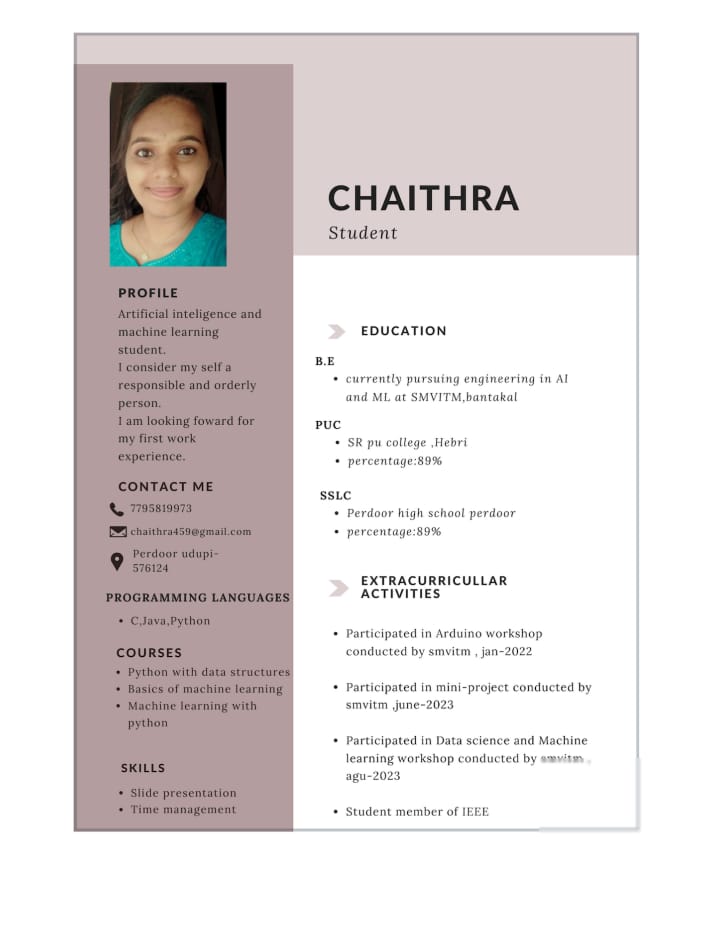 CHAITHRA
Student
PROFILE
Artificial inteligence and
machine learning
student.
I consider my self a
responsible and orderly
person.
I am looking foward for
my first work
experience.
CONTACT ME
7795819973
chaithra459@gmail.com
Perdoor udupi-
576124
PROGRAMMING LANGUAGES
• C,Java,Python
COURSES
• Python with data structures
• Basics of machine learning
• Machine learning with
python
SKILLS
• Slide presentation
• Time management
EDUCATION
B.E
• currently pursuing engineering in AI
and ML at SMVITM,bantakal
PUC
• SR pu college ,Hebri
• percentage:89%
SSLC
• Perdoor high school perdoor
• percentage:89%
EXTRACURRICULLAR
ACTIVITIES
• Participated in Arduino workshop
conducted by smvitm , jan-2022
• Participated in mini-project conducted by
smvitm ,june-2023
• Participated in Data science and Machine
learning workshop conducted by smvitm ,
agu-2023
• Student member of IEEE